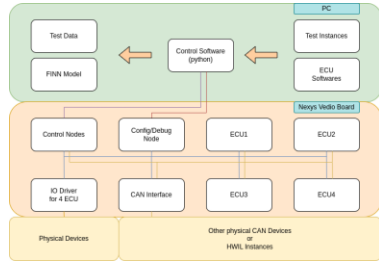 PC
Test Data
Control Software
(python)
Test Instances
FINN Model
ECU
Softwares
Nexys Vedio Board
Control Nodes
Config/Debug
Node
ECU1
ECU2
IO Driver
for 4 ECU
CAN Interface
ECU3
ECU4
Physical Devices
Other physical CAN Devices
or
HWIL Instances